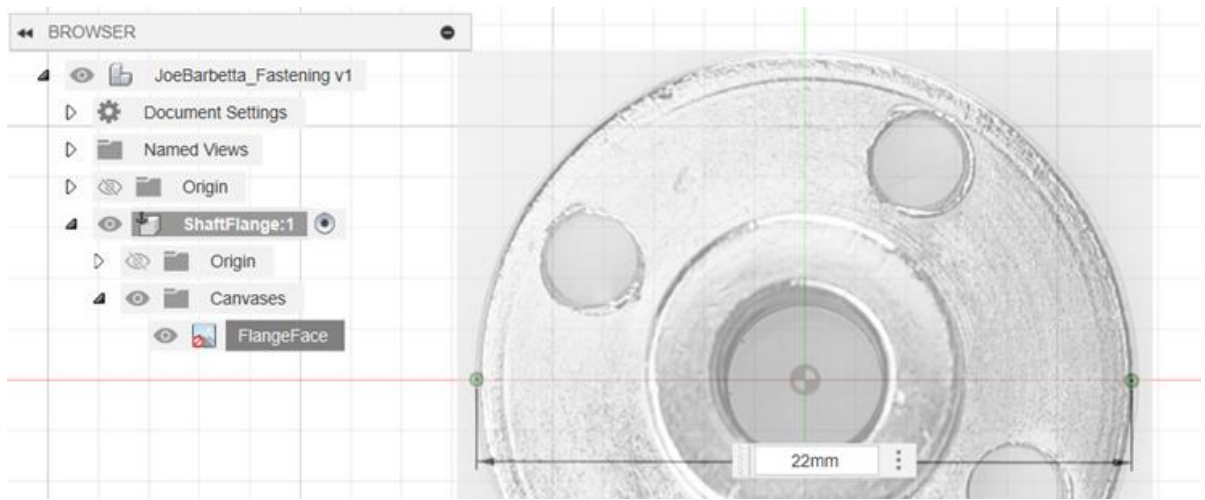 BROWSER
JoeBarbetta_Fastening v1
Document Settings
Named Views
Origin
ShaftFlange:1
Origin
Canvases
FlangeFace
22mm